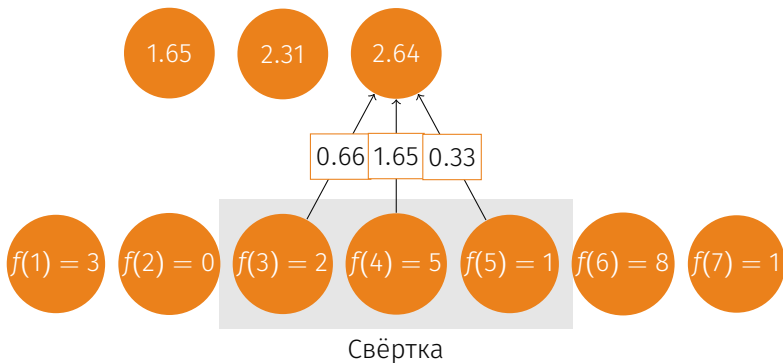 1.65 2.31 2.64
0.66 1.65 0.33
f(1) = 3 f(2) = 0 f(3) = 2 f(4) = 5 f(5) = 1 f(6) = 8 f(7) = 1
Свёртка